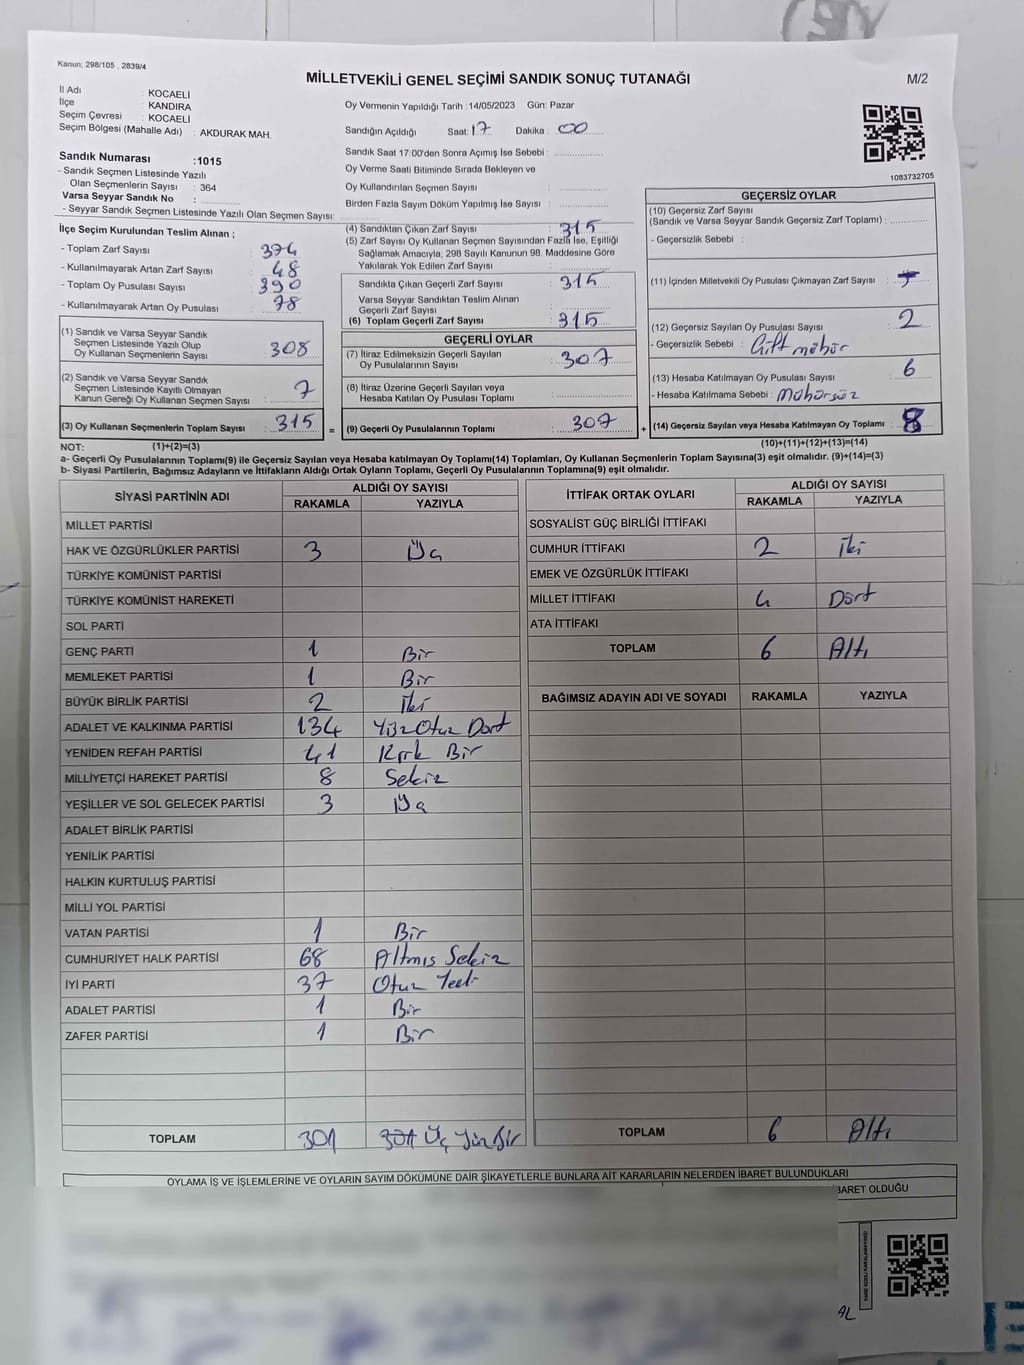 Kanun; 298/105 , 2839/4
MİLLETVEKİLİ GENEL SEÇİMİ SANDIK SONUÇ TUTANAĞI
M/2
İl Adı : KOCAELİ
İlçe : KANDIRA
Seçim Çevresi : KOCAELİ
Seçim Bölgesi (Mahalle Adı) : AKDURAK MAH.
Oy Vermenin Yapıldığı Tarih :14/05/2023 Gün: Pazar
Sandığın Açıldığı Saat: 17 Dakika : 00
Sandık Saat 17:00'den Sonra Açımış İse Sebebi :
Oy Verme Saati Bitiminde Sırada Bekleyen ve
Oy Kullandırılan Seçmen Sayısı :
Birden Fazla Sayım Döküm Yapılmış İse Sayısı :
1083732705
Sandık Numarası :1015
- Sandık Seçmen Listesinde Yazılı
Olan Seçmenlerin Sayısı : 364
Varsa Seyyar Sandık No :
- Seyyar Sandık Seçmen Listesinde Yazılı Olan Seçmen Sayısı:
İlçe Seçim Kurulundan Teslim Alınan ;
- Toplam Zarf Sayısı : 374
- Kullanılmayarak Artan Zarf Sayısı : 48
- Toplam Oy Pusulası Sayısı : 390
- Kullanılmayarak Artan Oy Pusulası : 78
(1) Sandık ve Varsa Seyyar Sandık
Seçmen Listesinde Yazılı Olup
Oy Kullanan Seçmenlerin Sayısı : 308
(2) Sandık ve Varsa Seyyar Sandık
Seçmen Listesinde Kayıtlı Olmayan
Kanun Gereği Oy Kullanan Seçmen Sayısı : 7
(3) Oy Kullanan Seçmenlerin Toplam Sayısı : 315 =
(4) Sandıktan Çıkan Zarf Sayısı : 315
(5) Zarf Sayısı Oy Kullanan Seçmen Sayısından Fazla İse, Eşitliği
Sağlamak Amacıyla; 298 Sayılı Kanunun 98. Maddesine Göre
Yakılarak Yok Edilen Zarf Sayısı :
Sandıkta Çıkan Geçerli Zarf Sayısı : 315
Varsa Seyyar Sandıktan Teslim Alınan
Geçerli Zarf Sayısı :
(6) Toplam Geçerli Zarf Sayısı : 315
GEÇERLİ OYLAR
(7) İtiraz Edilmeksizin Geçerli Sayılan
Oy Pusulalarının Sayısı : 307
(8) İtiraz Üzerine Geçerli Sayılan veya
Hesaba Katılan Oy Pusulası Toplamı :
(9) Geçerli Oy Pusulalarının Toplamı : 307 +
GEÇERSİZ OYLAR
(10) Geçersiz Zarf Sayısı
(Sandık ve Varsa Seyyar Sandık Geçersiz Zarf Toplamı) :
- Geçersizlik Sebebi :
(11) İçinden Milletvekili Oy Pusulası Çıkmayan Zarf Sayısı :
(12) Geçersiz Sayılan Oy Pusulası Sayısı : 2
- Geçersizlik Sebebi : Çift möhör
(13) Hesaba Katılmayan Oy Pusulası Sayısı : 6
- Hesaba Katılmama Sebebi : Möhörsöz
(14) Geçersiz Sayılan veya Hesaba Katılmayan Oy Toplamı : 8
NOT: (1)+(2)=(3)
(10)+(11)+(12)+(13)=(14)
a- Geçerli Oy Pusulalarının Toplamı(9) ile Geçersiz Sayılan veya Hesaba katılmayan Oy Toplamı(14) Toplamları, Oy Kullanan Seçmenlerin Toplam Sayısına(3) eşit olmalıdır. (9)+(14)=(3)
b- Siyasi Partilerin, Bağımsız Adayların ve İttifakların Aldığı Ortak Oyların Toplamı, Geçerli Oy Pusulalarının Toplamına(9) eşit olmalıdır.
SİYASİ PARTİNİN ADI ALDIĞI OY SAYISI
RAKAMLA YAZIYLA
MİLLET PARTİSİ
HAK VE ÖZGÜRLÜKLER PARTİSİ 3 Üç
TÜRKİYE KOMÜNİST PARTİSİ
TÜRKİYE KOMÜNİST HAREKETİ
SOL PARTİ
GENÇ PARTİ 1 Bir
MEMLEKET PARTİSİ 1 Bir
BÜYÜK BİRLİK PARTİSİ 2 İki
ADALET VE KALKINMA PARTİSİ 134 Yüz Otuz Dört
YENİDEN REFAH PARTİSİ 41 Kırk Bir
MİLLİYETÇİ HAREKET PARTİSİ 8 Sekiz
YEŞİLLER VE SOL GELECEK PARTİSİ 3 Üç
ADALET BİRLİK PARTİSİ
YENİLİK PARTİSİ
HALKIN KURTULUŞ PARTİSİ
MİLLİ YOL PARTİSİ
VATAN PARTİSİ 1 Bir
CUMHURİYET HALK PARTİSİ 68 Altmış Sekiz
İYİ PARTİ 37 Otuz Yedi
ADALET PARTİSİ 1 Bir
ZAFER PARTİSİ 1 Bir
TOPLAM 301 301 Üç Yüz Bir
İTTİFAK ORTAK OYLARI ALDIĞI OY SAYISI
RAKAMLA YAZIYLA
SOSYALİST GÜÇ BİRLİĞİ İTTİFAKI
CUMHUR İTTİFAKI 2 İki
EMEK VE ÖZGÜRLÜK İTTİFAKI
MİLLET İTTİFAKI 4 Dört
ATA İTTİFAKI
TOPLAM 6 Altı
BAĞIMSIZ ADAYIN ADI VE SOYADI RAKAMLA YAZIYLA
TOPLAM 6 Altı
OYLAMA İŞ VE İŞLEMLERİNE VE OYLARIN SAYIM DÖKÜMÜNE DAİR ŞİKAYETLERLE BUNLARA AİT KARARLARIN NELERDEN İBARET BULUNDUKLARI
BARET OLDUĞU
AL